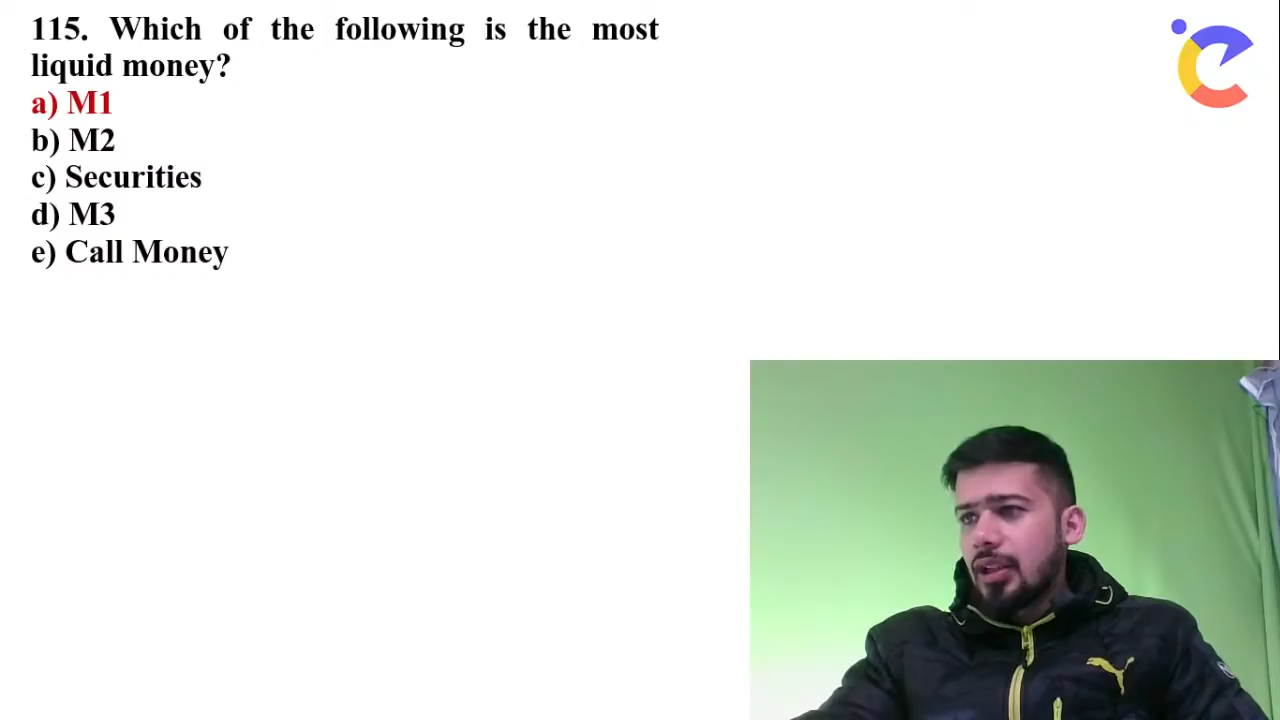 115. Which of the following is the most
liquid money?
a) M1
b) M2
c) Securities
d) M3
e) Call Money